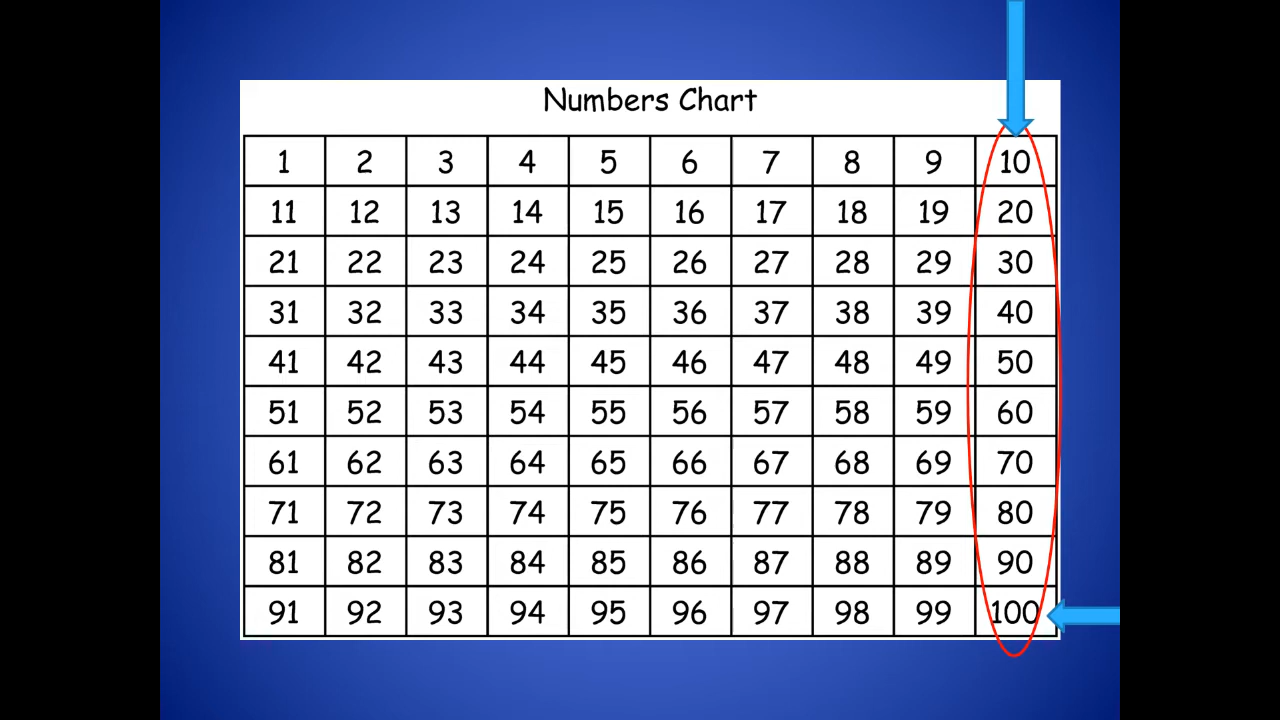 Numbers Chart
1 2 3 4 5 6 7 8 9 10
11 12 13 14 15 16 17 18 19 20
21 22 23 24 25 26 27 28 29 30
31 32 33 34 35 36 37 38 39 40
41 42 43 44 45 46 47 48 49 50
51 52 53 54 55 56 57 58 59 60
61 62 63 64 65 66 67 68 69 70
71 72 73 74 75 76 77 78 79 80
81 82 83 84 85 86 87 88 89 90
91 92 93 94 95 96 97 98 99 100